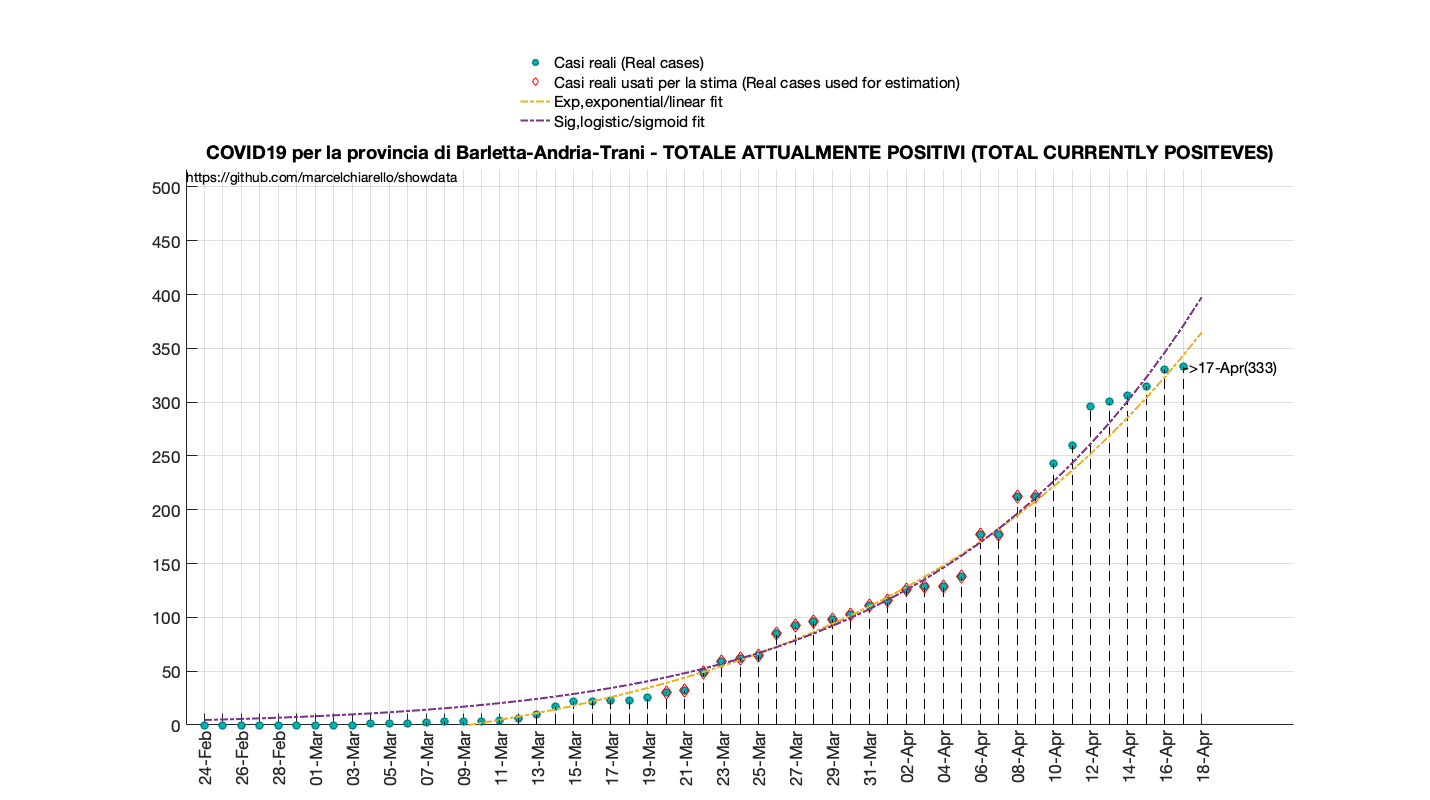 Casi reali (Real cases)
Casi reali usati per la stima (Real cases used for estimation)
Exp,exponential/linear fit
Sig,logistic/sigmoid fit
COVID19 per la provincia di Barletta-Andria-Trani - TOTALE ATTUALMENTE POSITIVI (TOTAL CURRENTLY POSITEVES)
https://github.com/marcelchiarello/showdata
500
450
400
350
300
250
200
150
100
50
0
->17-Apr(333)
24-Feb
26-Feb
28-Feb
01-Mar
03-Mar
05-Mar
07-Mar
09-Mar
11-Mar
13-Mar
15-Mar
17-Mar
19-Mar
21-Mar
23-Mar
25-Mar
27-Mar
29-Mar
31-Mar
02-Apr
04-Apr
06-Apr
08-Apr
10-Apr
12-Apr
14-Apr
16-Apr
18-Apr